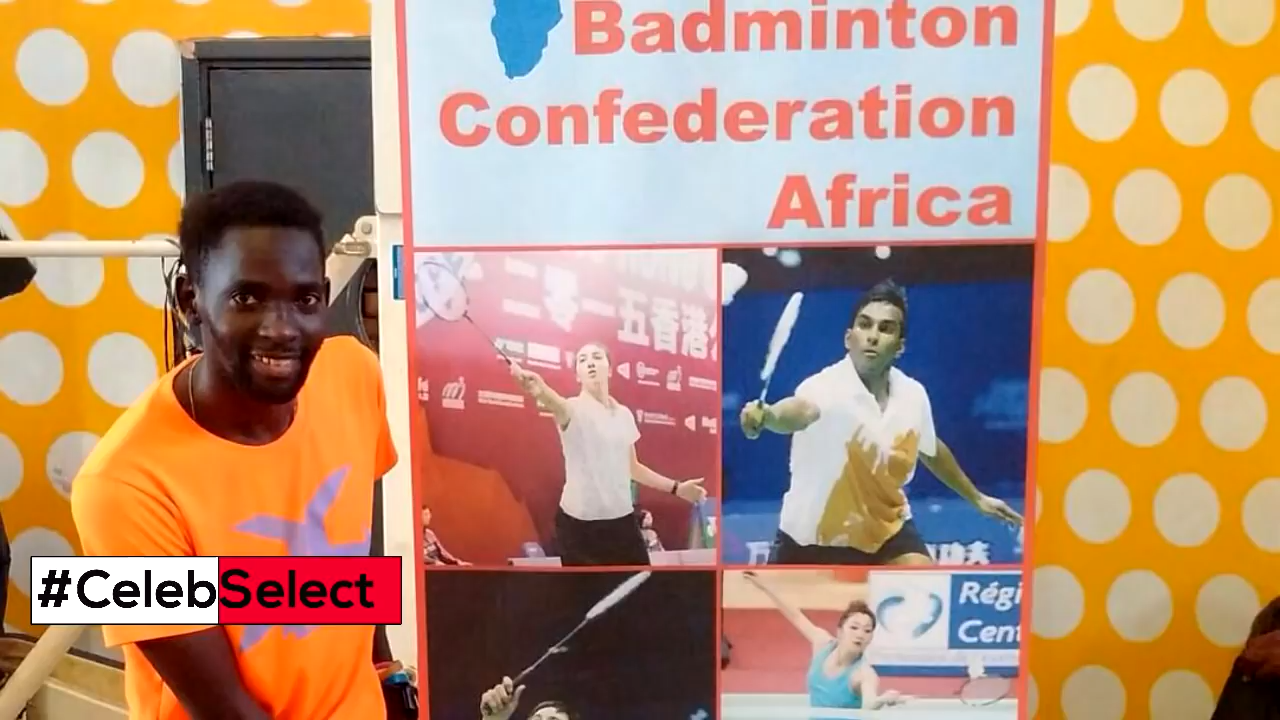 Badminton
Confederation
Africa
二零一五香港
Régi
Cent
#CelebSelect